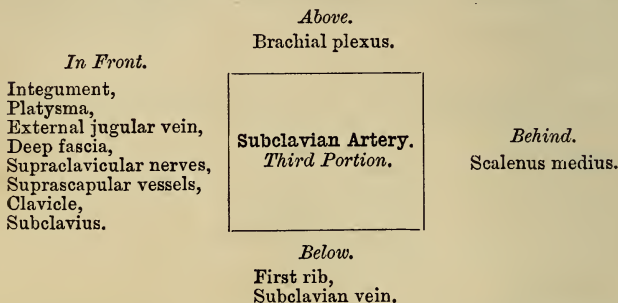 Above.
Brachial plexus.
In Front.
Integument,
Platysma,
External jugular vein,
Deep fascia,
Supraclavicular nerves,
Suprascapular vessels,
Clavicle,
Subclavius.
Subclavian Artery.
Third Portion.
Behind.
Scalenus medius.
Below.
First rib,
Subclavian vein.